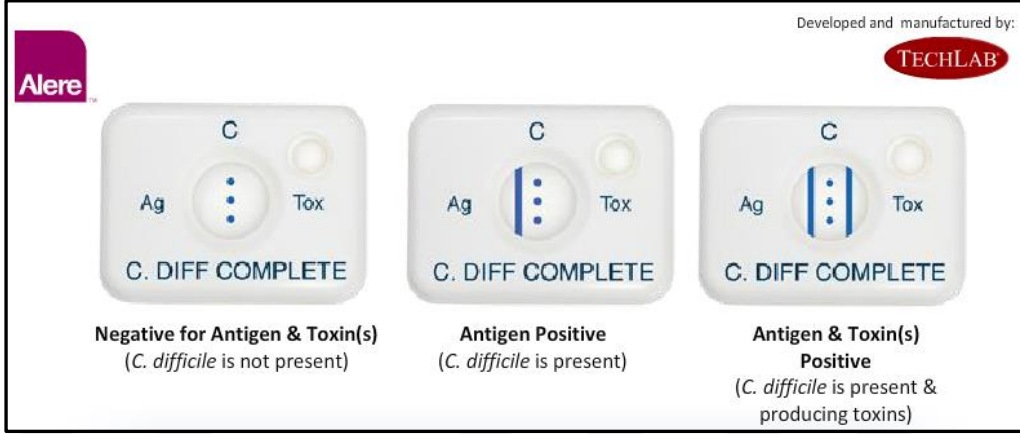 Developed and manufactured by:
Alere™
TECHLAB®
C
Ag
Tox
C. DIFF COMPLETE
C
Ag
Tox
C. DIFF COMPLETE
C
Ag
Tox
C. DIFF COMPLETE
Negative for Antigen & Toxin(s)
(C. difficile is not present)
Antigen Positive
(C. difficile is present)
Antigen & Toxin(s)
Positive
(C. difficile is present &
producing toxins)